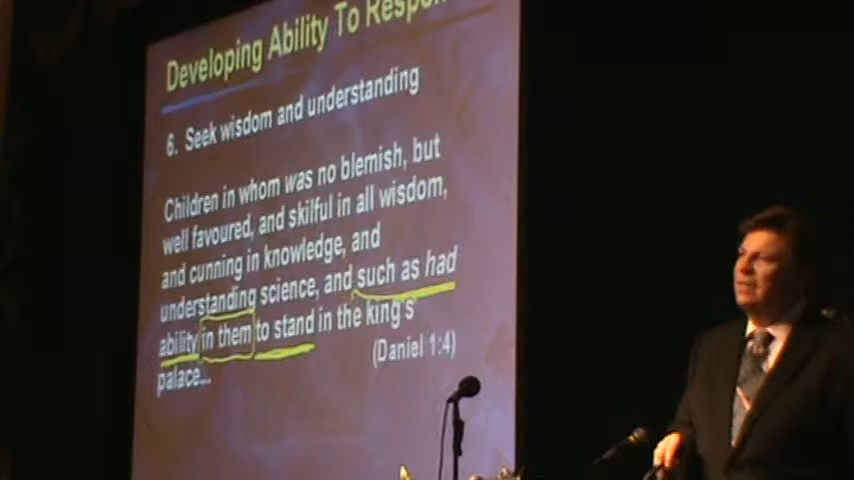 Developing Ability To Respon
6. Seek wisdom and understanding
Children in whom was no blemish, but
well favoured, and skilful in all wisdom,
and cunning in knowledge, and
understanding science, and such as had
ability in them to stand in the king's
palace...
(Daniel 1:4)